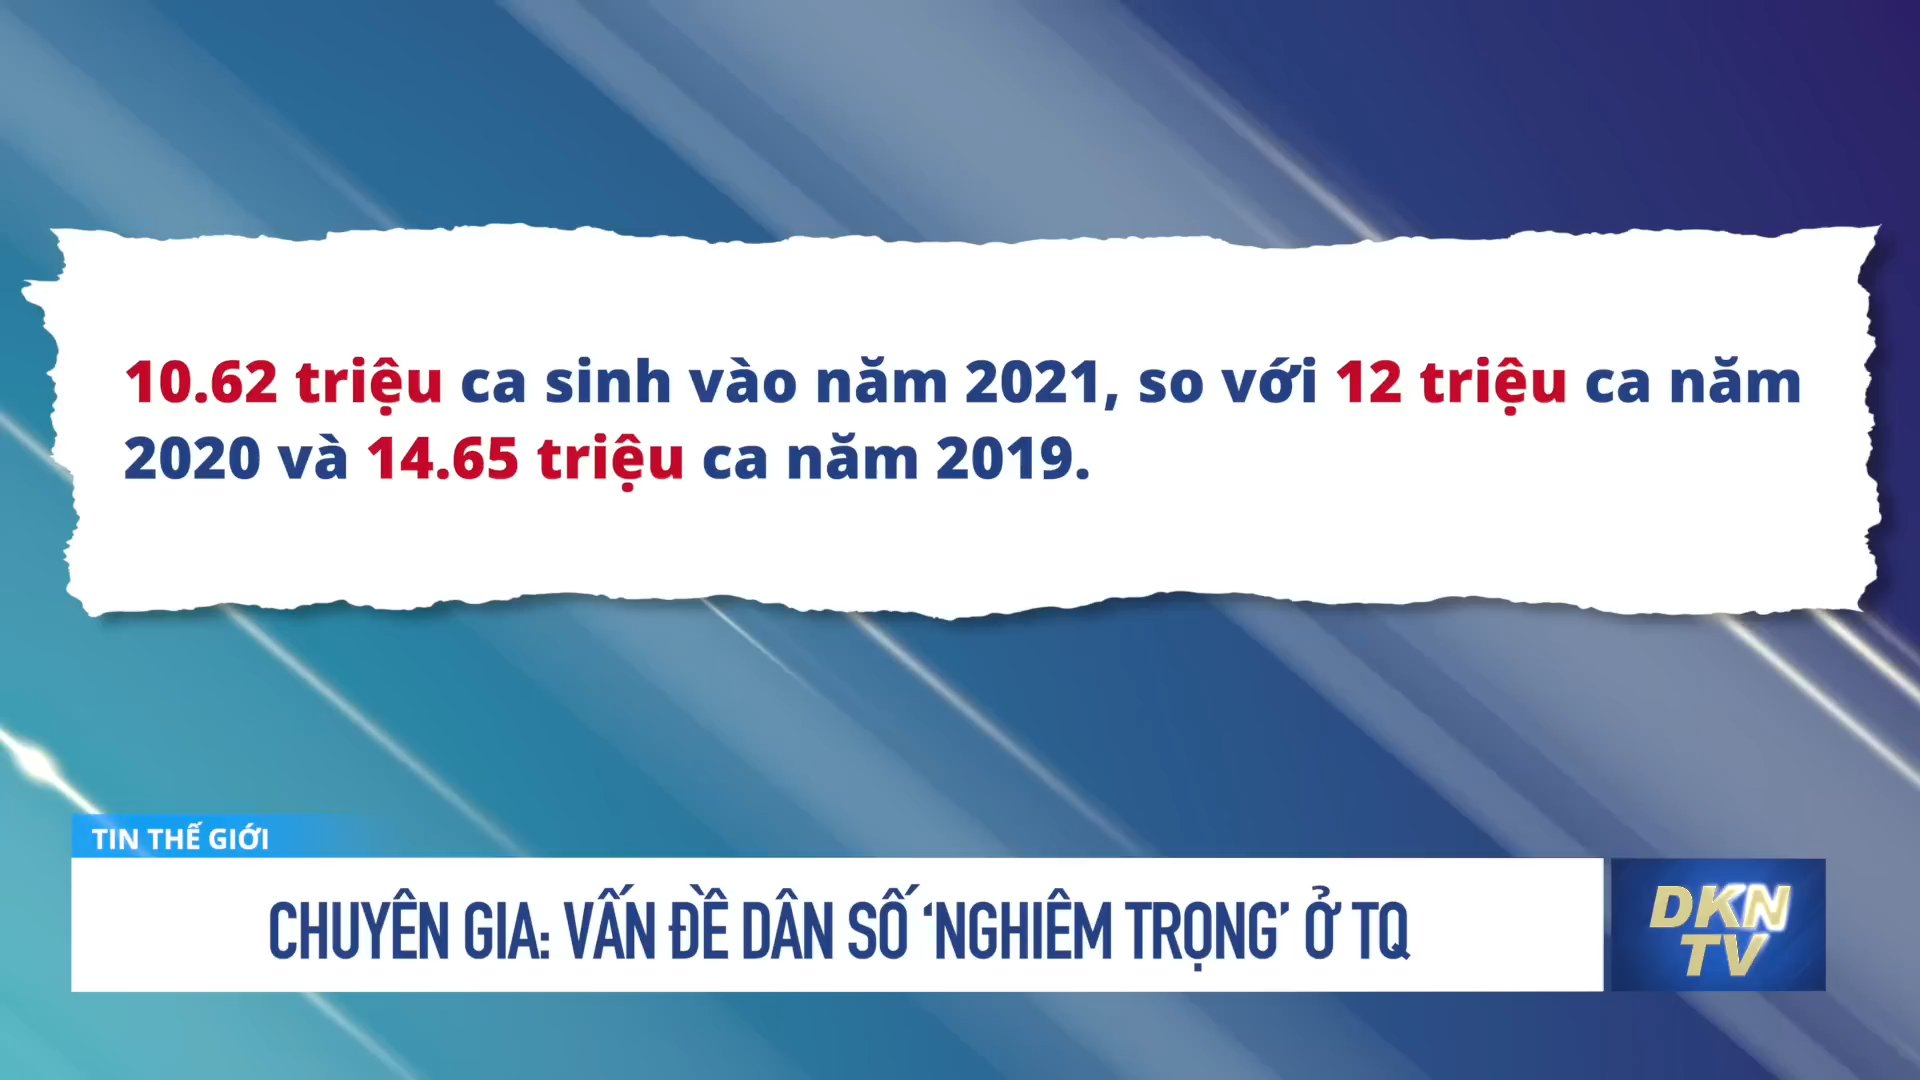 10.62 triệu ca sinh vào năm 2021, so với 12 triệu ca năm
2020 và 14.65 triệu ca năm 2019.
TIN THẾ GIỚI
CHUYÊN GIA: VẤN ĐỀ DÂN SỐ ‘NGHIÊM TRỌNG’ Ở TQ
DKN
TV